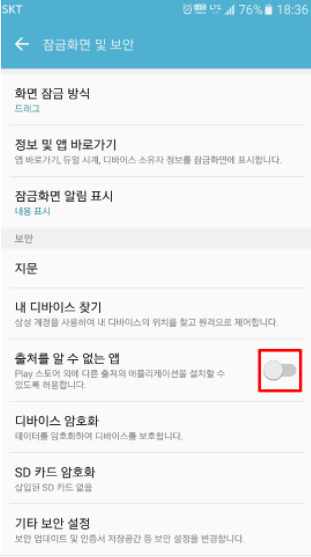 SKT 76% 18:36
잠금화면 및 보안
화면 잠금 방식
드래그
정보 및 앱 바로가기
앱 바로가기, 듀얼 시계, 디바이스 소유자 정보를 잠금화면에 표시합니다.
잠금화면 알림 표시
내용 표시
보안
지문
내 디바이스 찾기
삼성 계정을 사용하여 내 디바이스의 위치를 찾고 원격으로 제어합니다.
출처를 알 수 없는 앱
Play 스토어 외에 다른 출처의 애플리케이션을 설치할 수
있도록 허용합니다.
디바이스 암호화
데이터를 암호화하여 디바이스를 보호합니다.
SD 카드 암호화
삽입된 SD 카드 없음
기타 보안 설정
보안 업데이트 및 인증서 저장공간 등 보안 설정을 변경합니다.